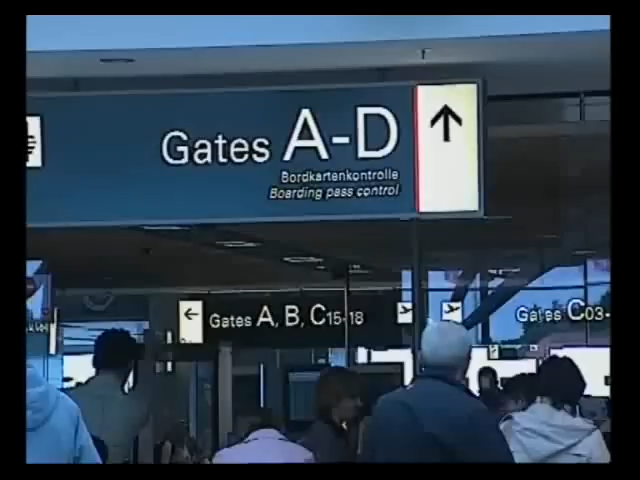 Gates A-D
Bordkartenkontrolle
Boarding pass control
Gates A, B, C15-18
Gates C03-